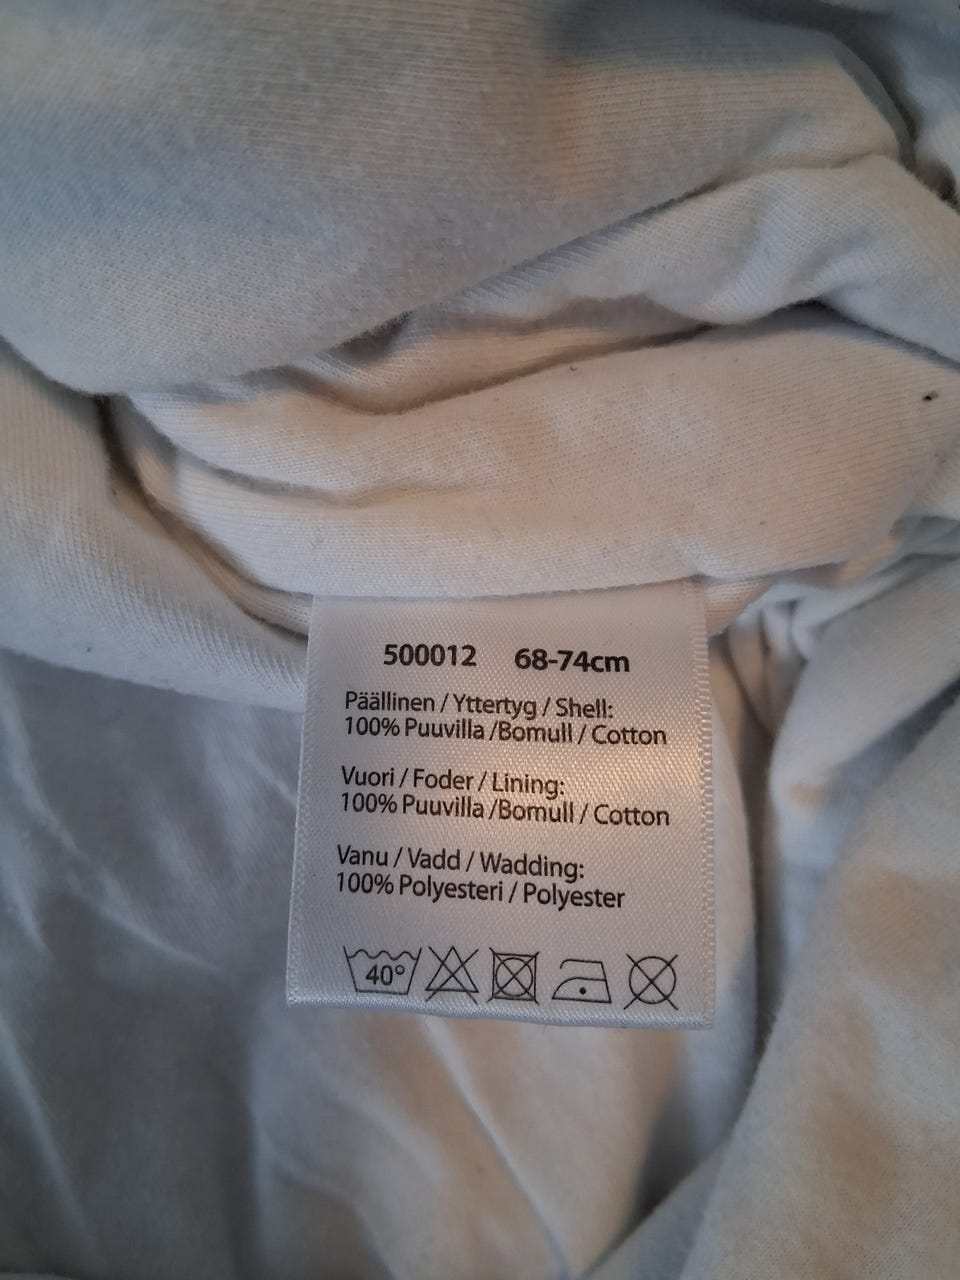 500012 68-74cm
Päällinen / Yttertyg / Shell:
100% Puuvilla /Bomull / Cotton
Vuori / Foder / Lining:
100% Puuvilla /Bomull / Cotton
Vanu / Vadd / Wadding:
100% Polyesteri / Polyester
40°